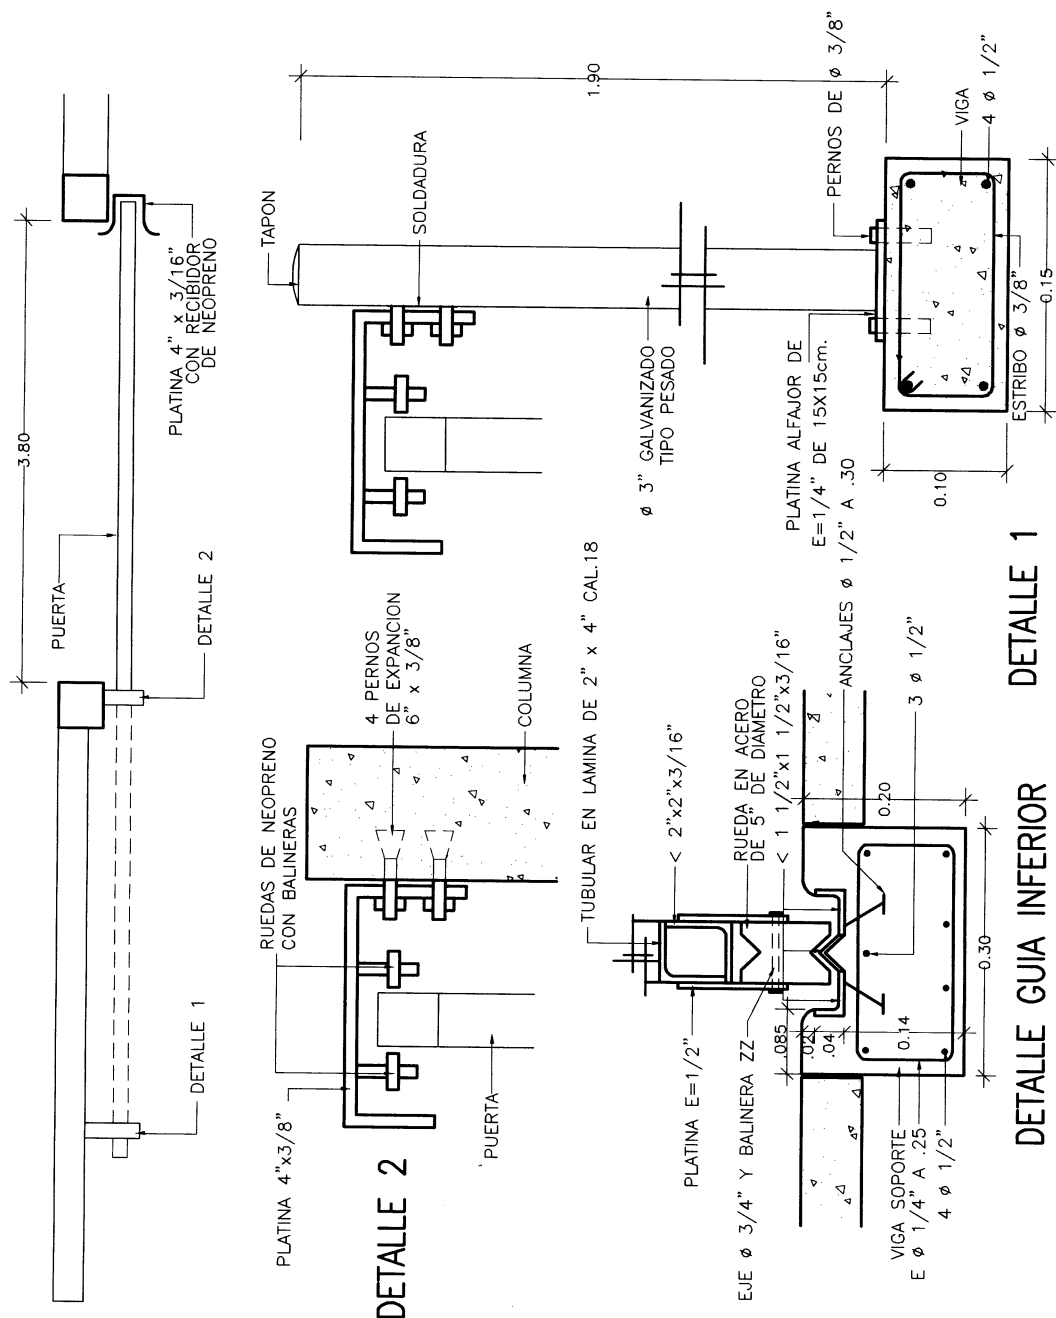 PUERTA
3.80
DETALLE 1
DETALLE 2
PLATINA 4" x 3/16"
CON RECIBIDOR
DE NEOPRENO
PLATINA 4"x3/8"
RUEDAS DE NEOPRENO
CON BALINERAS
4 PERNOS
DE EXPANCION
6" x 3/8"
COLUMNA
PUERTA
DETALLE 2
TAPON
SOLDADURA
1.90
ø 3" GALVANIZADO
TIPO PESADO
PLATINA ALFAJOR DE
E=1/4" DE 15X15cm.
PERNOS DE ø 3/8"
VIGA
4 ø 1/2"
ESTRIBO ø 3/8"
0.15
0.10
DETALLE 1
TUBULAR EN LAMINA DE 2" x 4" CAL.18
< 2"x2"x3/16"
RUEDA EN ACERO
DE 5" DE DIAMETRO
< 1 1/2"x1 1/2"x3/16"
ANCLAJES ø 1/2" A .30
PLATINA E=1/2"
EJE ø 3/4" Y BALINERA ZZ
.085
.02
.04
0.14
0.20
0.30
3 ø 1/2"
VIGA SOPORTE
E ø 1/4" A .25
4 ø 1/2"
DETALLE GUIA INFERIOR